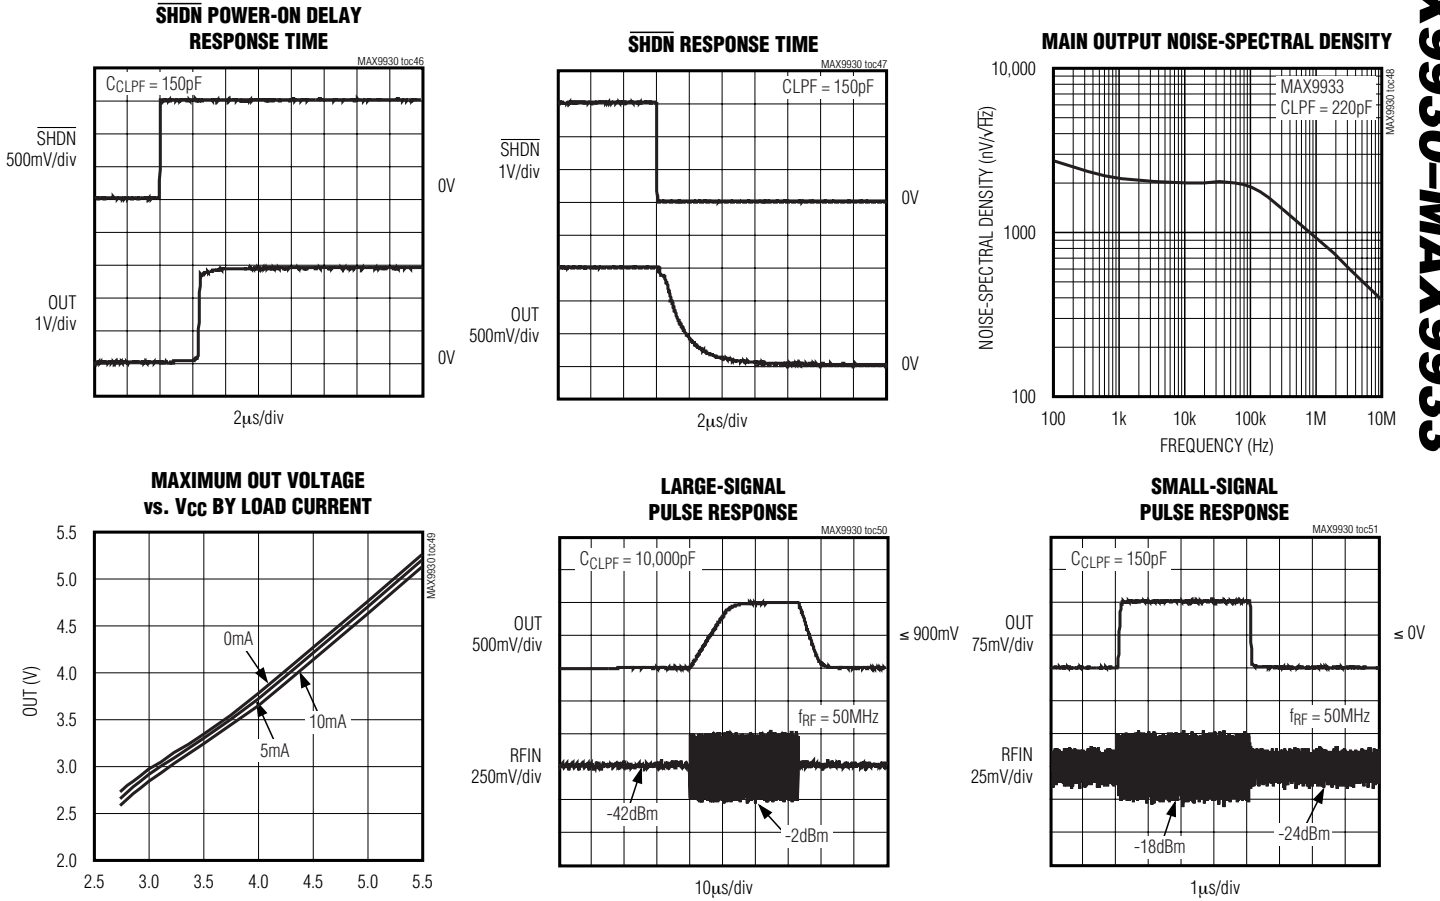 SHDN POWER-ON DELAY
RESPONSE TIME
MAX9930 toc46
CCLPF = 150pF
SHDN
500mV/div
0V
OUT
1V/div
0V
2μs/div
SHDN RESPONSE TIME
MAX9930 toc47
CLPF = 150pF
SHDN
1V/div
0V
OUT
500mV/div
0V
2μs/div
MAIN OUTPUT NOISE-SPECTRAL DENSITY
MAX9930 toc48
MAX9933
CLPF = 220pF
NOISE-SPECTRAL DENSITY (nV/√Hz)
10,000
1000
100
100 1k 10k 100k 1M 10M
FREQUENCY (Hz)
X9930–MAX9933
MAXIMUM OUT VOLTAGE
vs. VCC BY LOAD CURRENT
MAX9930 toc49
OUT (V)
5.5
5.0
4.5
4.0
3.5
3.0
2.5
2.0
0mA
10mA
5mA
2.5 3.0 3.5 4.0 4.5 5.0 5.5
LARGE-SIGNAL
PULSE RESPONSE
MAX9930 toc50
CCLPF = 10,000pF
OUT
500mV/div
≤ 900mV
fRF = 50MHz
RFIN
250mV/div
-42dBm
-2dBm
10μs/div
SMALL-SIGNAL
PULSE RESPONSE
MAX9930 toc51
CCLPF = 150pF
OUT
75mV/div
≤ 0V
fRF = 50MHz
RFIN
25mV/div
-18dBm
-24dBm
1μs/div